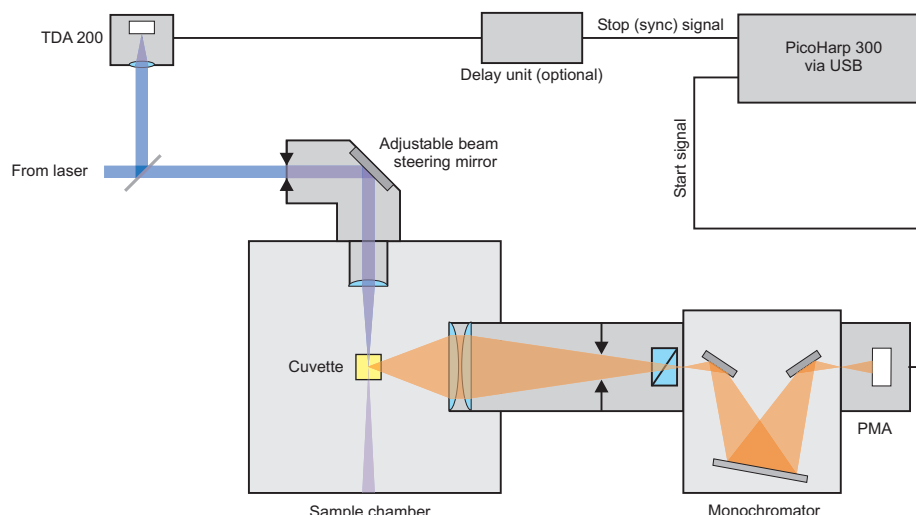 TDA 200
Stop (sync) signal
Delay unit (optional)
PicoHarp 300
via USB
Start signal
Adjustable beam
steering mirror
From laser
Cuvette
PMA
Sample chamber
Monochromator